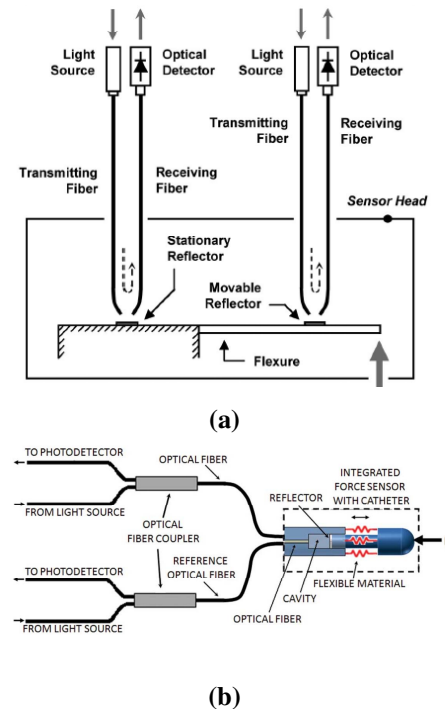 Light
Source
Optical
Detector
Light
Source
Optical
Detector
Transmitting
Fiber
Receiving
Fiber
Transmitting
Fiber
Receiving
Fiber
Sensor Head
Stationary
Reflector
Movable
Reflector
Flexure
(a)
TO PHOTODETECTOR
OPTICAL FIBER
INTEGRATED
FORCE SENSOR
WITH CATHETER
REFLECTOR
FROM LIGHT SOURCE
OPTICAL
FIBER COUPLER
REFERENCE
OPTICAL FIBER
TO PHOTODETECTOR
FLEXIBLE MATERIAL
CAVITY
OPTICAL FIBER
FROM LIGHT SOURCE
(b)